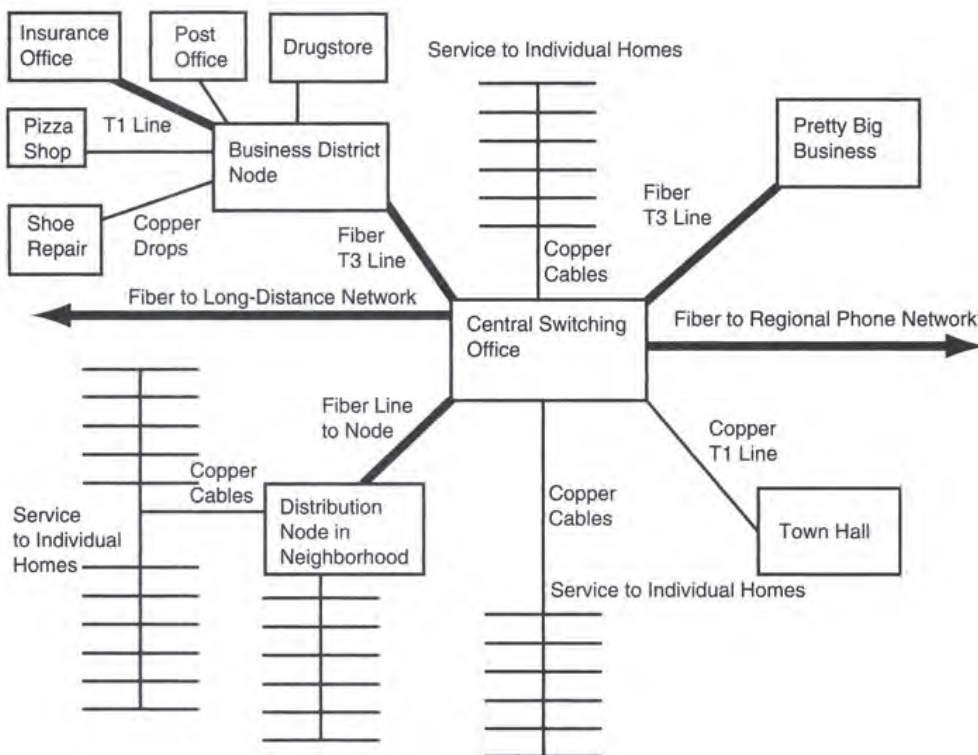 Insurance
Office
Post
Office
Drugstore
Service to Individual Homes
T1 Line
Pizza
Shop
Business District
Node
Pretty Big
Business
Shoe
Repair
Copper
Drops
Fiber
T3 Line
Copper
Cables
Fiber
T3 Line
Fiber to Long-Distance Network
Central Switching
Office
Fiber to Regional Phone Network
Fiber Line
to Node
Copper
T1 Line
Copper
Cables
Service
to Individual
Homes
Distribution
Node in
Neighborhood
Copper
Cables
Town Hall
Service to Individual Homes